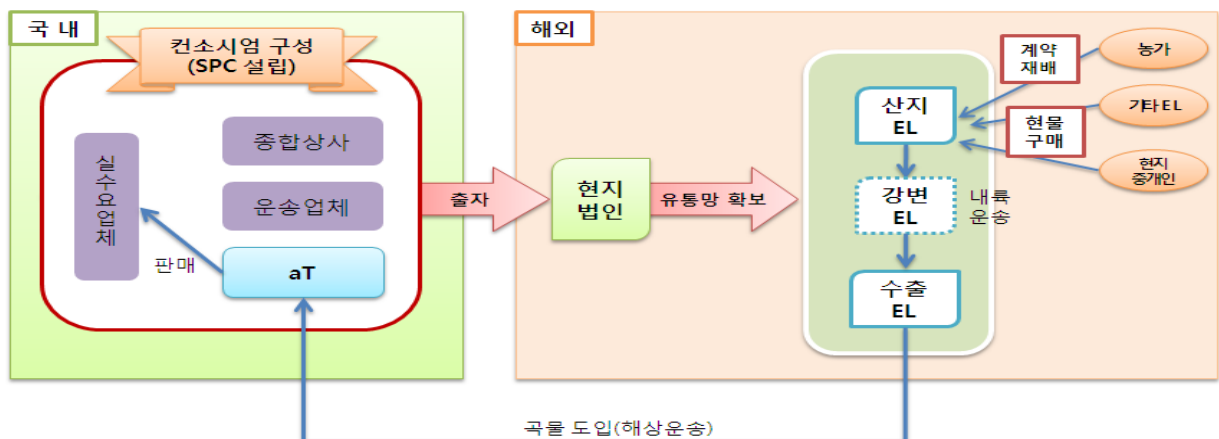 국 내
컨소시엄 구성
(SPC 설립)
실수요업체
종합상사
운송업체
aT
판매
출자
해외
현지
법인
유통망 확보
산지
EL
강변
EL
수출
EL
내륙
운송
계약
재배
현물
구매
농가
기타 EL
현지
중개인
곡물 도입(해상운송)